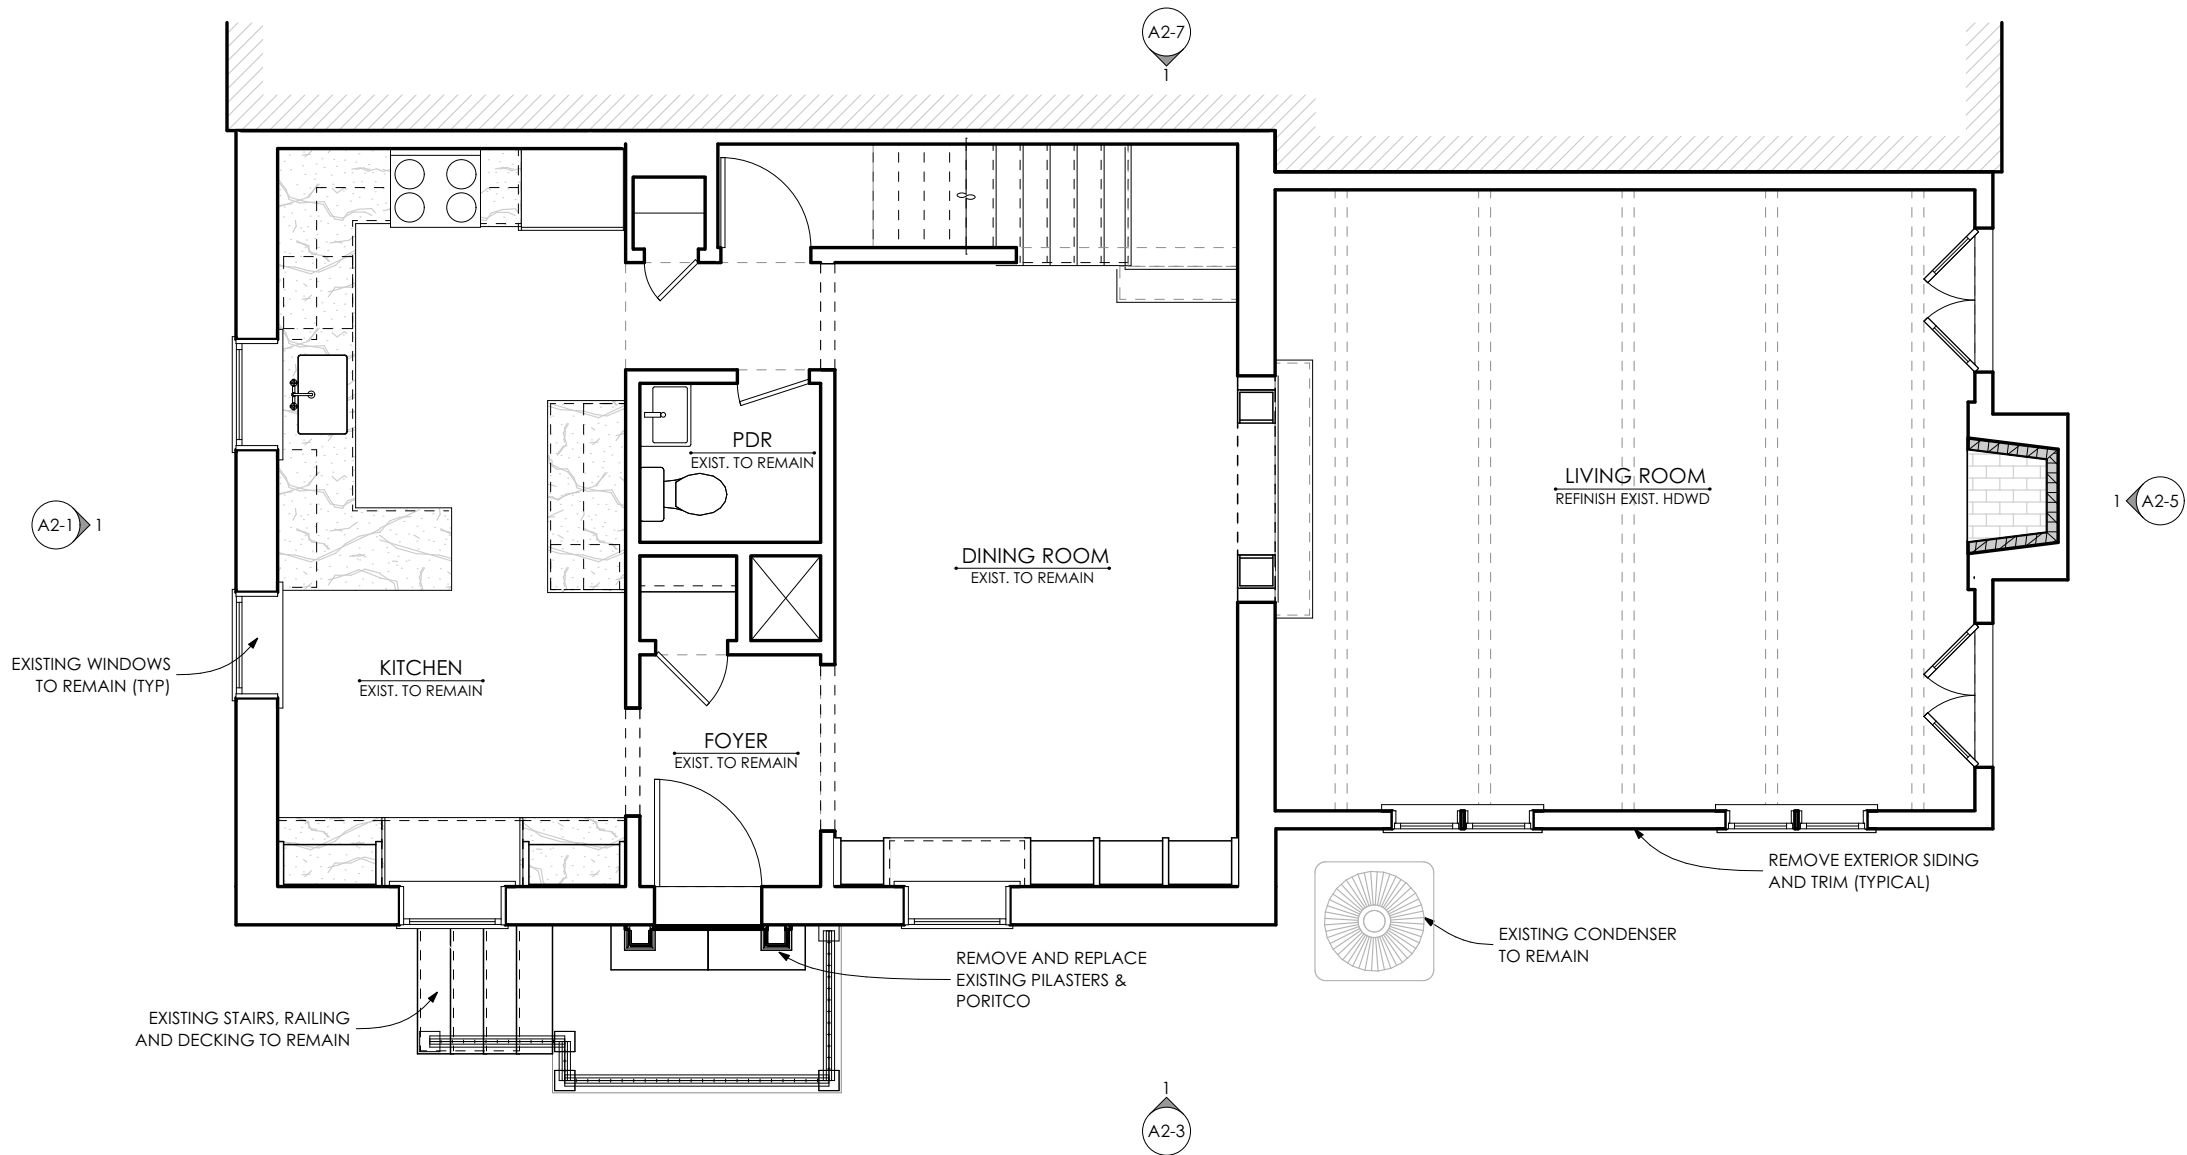 A2-7
1
PDR
EXIST. TO REMAIN
LIVING ROOM
REFINISH EXIST. HDWD
A2-1
1
1
A2-5
DINING ROOM
EXIST. TO REMAIN
EXISTING WINDOWS
TO REMAIN (TYP)
KITCHEN
EXIST. TO REMAIN
FOYER
EXIST. TO REMAIN
REMOVE EXTERIOR SIDING
AND TRIM (TYPICAL)
EXISTING CONDENSER
TO REMAIN
REMOVE AND REPLACE
EXISTING PILASTERS &
PORITCO
EXISTING STAIRS, RAILING
AND DECKING TO REMAIN
1
A2-3